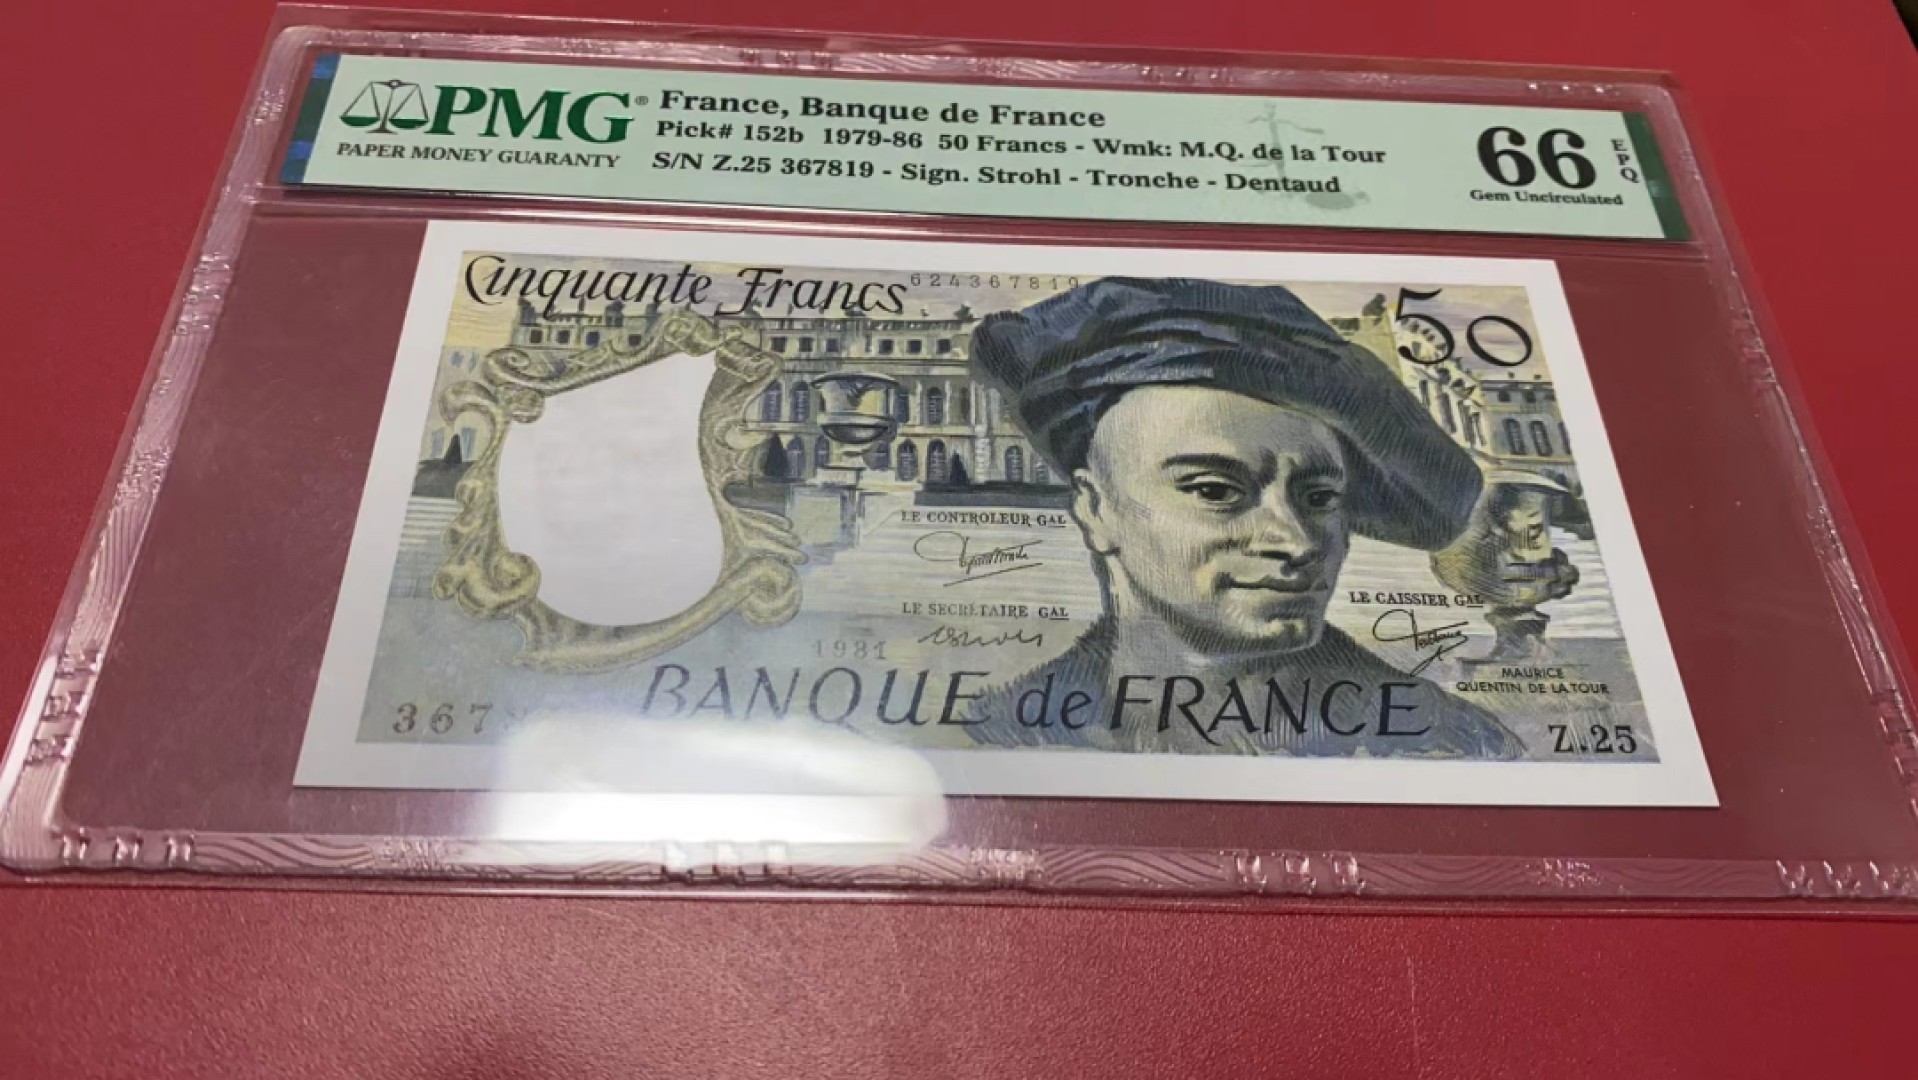 PMG®
PAPER MONEY GUARANTY
France, Banque de France
Pick# 152b 1979-86 50 Francs - Wmk: M.Q. de la Tour
S/N Z.25 367819 - Sign. Strohl - Tronche - Dentaud
66
EPQ
Gem Uncirculated
Cinquante Francs
624367819
50
LE CONTROLEUR GAL
LE SECRÉTAIRE GAL
LE CAISSIER GAL
1981
MAURICE
QUENTIN DE LA TOUR
BANQUE de FRANCE
367
Z.25